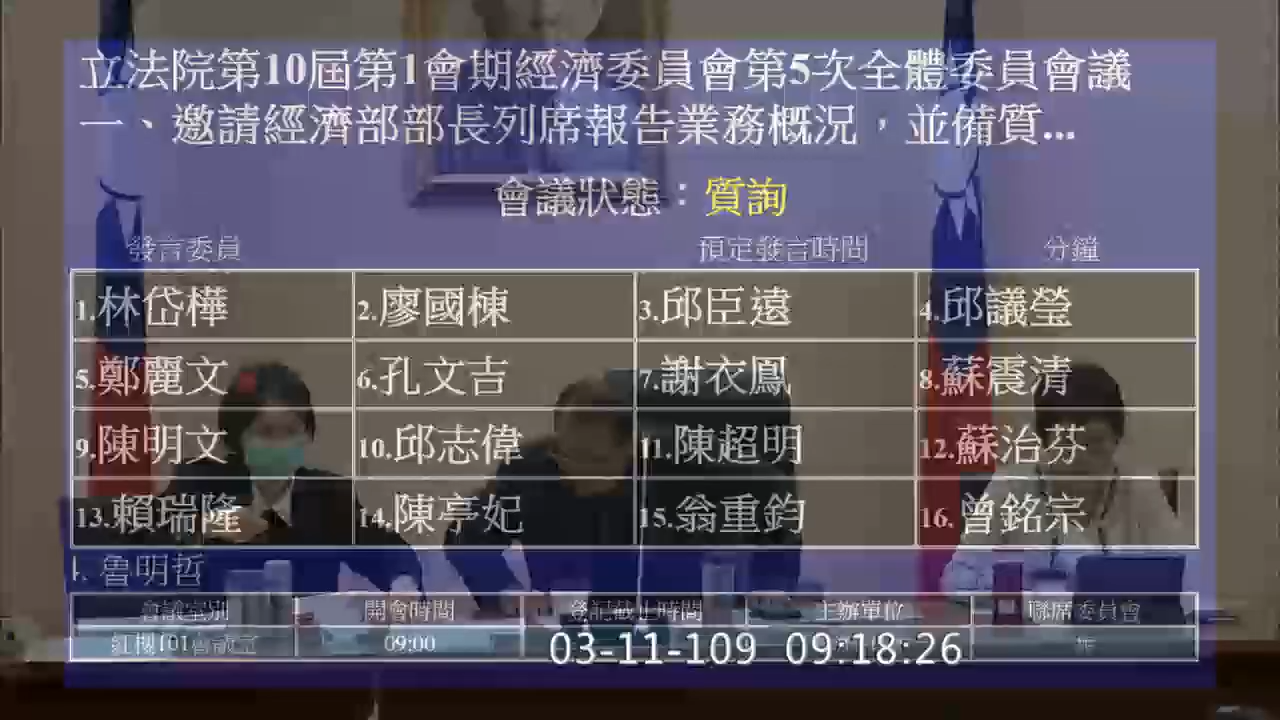 立法院第10屆第1會期經濟委員會第5次全體委員會議
一、邀請經濟部部長列席報告業務概況，並備質...
會議狀態：質詢
發言委員 預定發言時間 分鐘
1.林岱樺 2.廖國棟 3.邱臣遠 4.邱議瑩
5.鄭麗文 6.孔文吉 7.謝衣鳳 8.蘇震清
9.陳明文 10.邱志偉 11.陳超明 12.蘇治芬
13.賴瑞隆 14.陳亭妃 15.翁重鈞 16.曾銘宗
魯明哲
會議室別 開會時間 登記截止時間 主辦單位 聯席委員會
紅樓101會議室 09:00
03-11-109 09:18:26